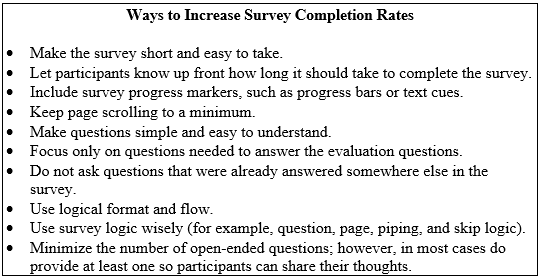 Ways to Increase Survey Completion Rates
• Make the survey short and easy to take.
• Let participants know up front how long it should take to complete the survey.
• Include survey progress markers, such as progress bars or text cues.
• Keep page scrolling to a minimum.
• Make questions simple and easy to understand.
• Focus only on questions needed to answer the evaluation questions.
• Do not ask questions that were already answered somewhere else in the
survey.
• Use logical format and flow.
• Use survey logic wisely (for example, question, page, piping, and skip logic).
• Minimize the number of open-ended questions; however, in most cases do
provide at least one so participants can share their thoughts.